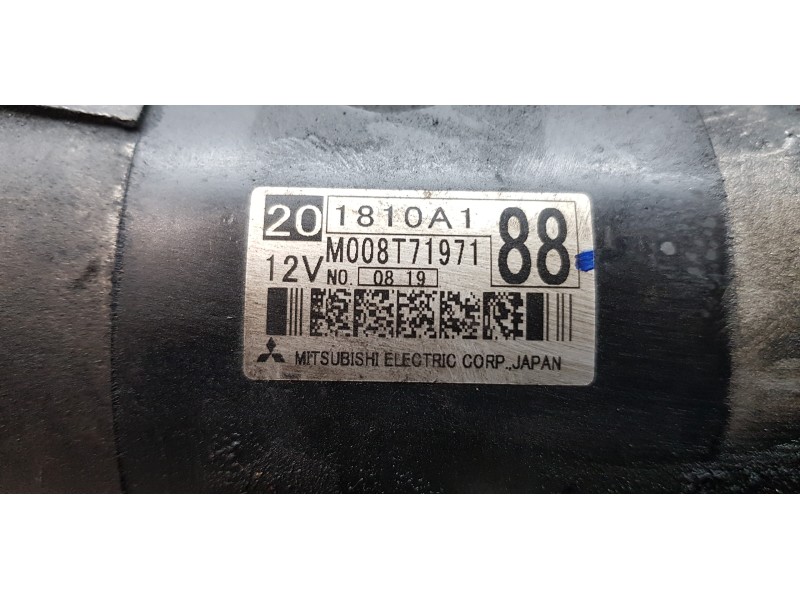 20 1810A1 88
12V M008T71971
NO. 08 19
MITSUBISHI ELECTRIC CORP., JAPAN